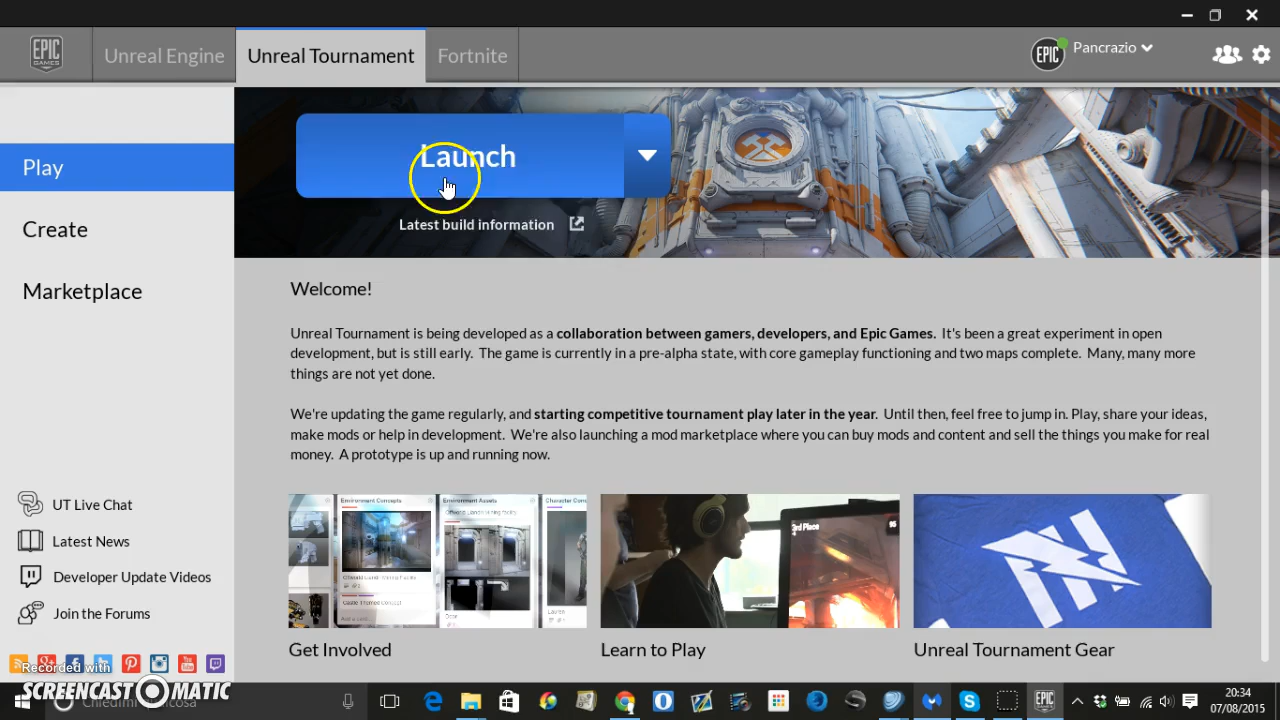 EPIC
GAMES
Unreal Engine
Unreal Tournament
Fortnite
EPIC
Pancrazio
Play
Create
Marketplace
Launch
Latest build information
Welcome!
Unreal Tournament is being developed as a collaboration between gamers, developers, and Epic Games. It's been a great experiment in open
development, but is still early. The game is currently in a pre-alpha state, with core gameplay functioning and two maps complete. Many, many more
things are not yet done.
We're updating the game regularly, and starting competitive tournament play later in the year. Until then, feel free to jump in. Play, share your ideas,
make mods or help in development. We're also launching a mod marketplace where you can buy mods and content and sell the things you make for real
money. A prototype is up and running now.
Environment Concepts
Environment Assets
Character Conc
3rd Place
Get Involved
Learn to Play
Unreal Tournament Gear
UT Live Chat
Latest News
Developer Update Videos
Join the Forums
Recorded with
SCREENCAST MATIC
EPIC
20:34
07/08/2015